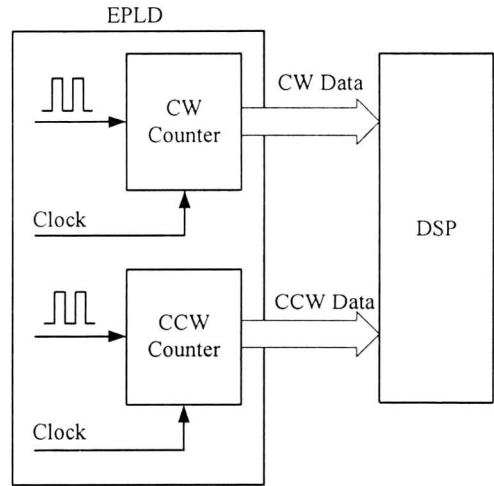 EPLD
CW
Counter
CW Data
Clock
DSP
CCW
Counter
CCW Data
Clock